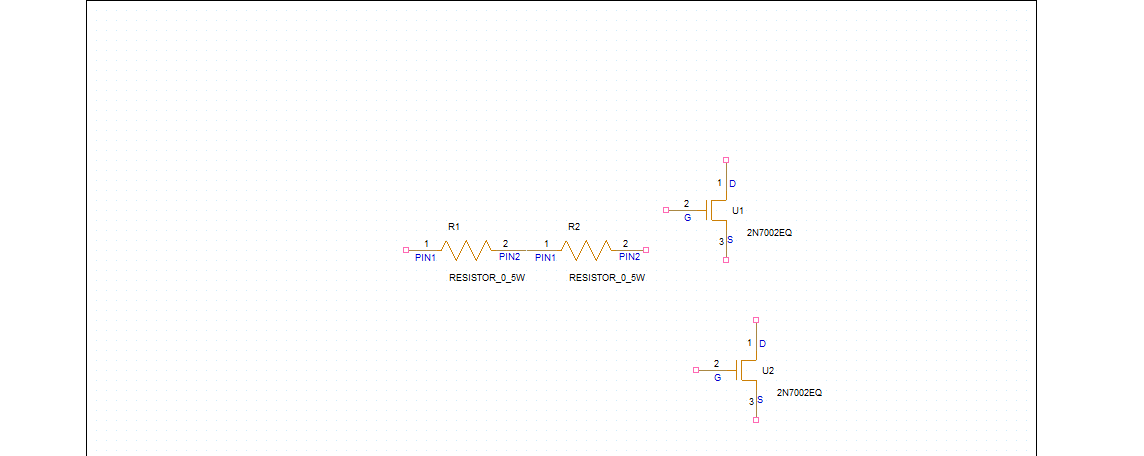 1 D
2
G
U1
2N7002EQ
3 S
R1
R2
1
2
1
2
PIN1
PIN2
PIN1
PIN2
RESISTOR_0_5W
RESISTOR_0_5W
1 D
2
G
U2
2N7002EQ
3 S